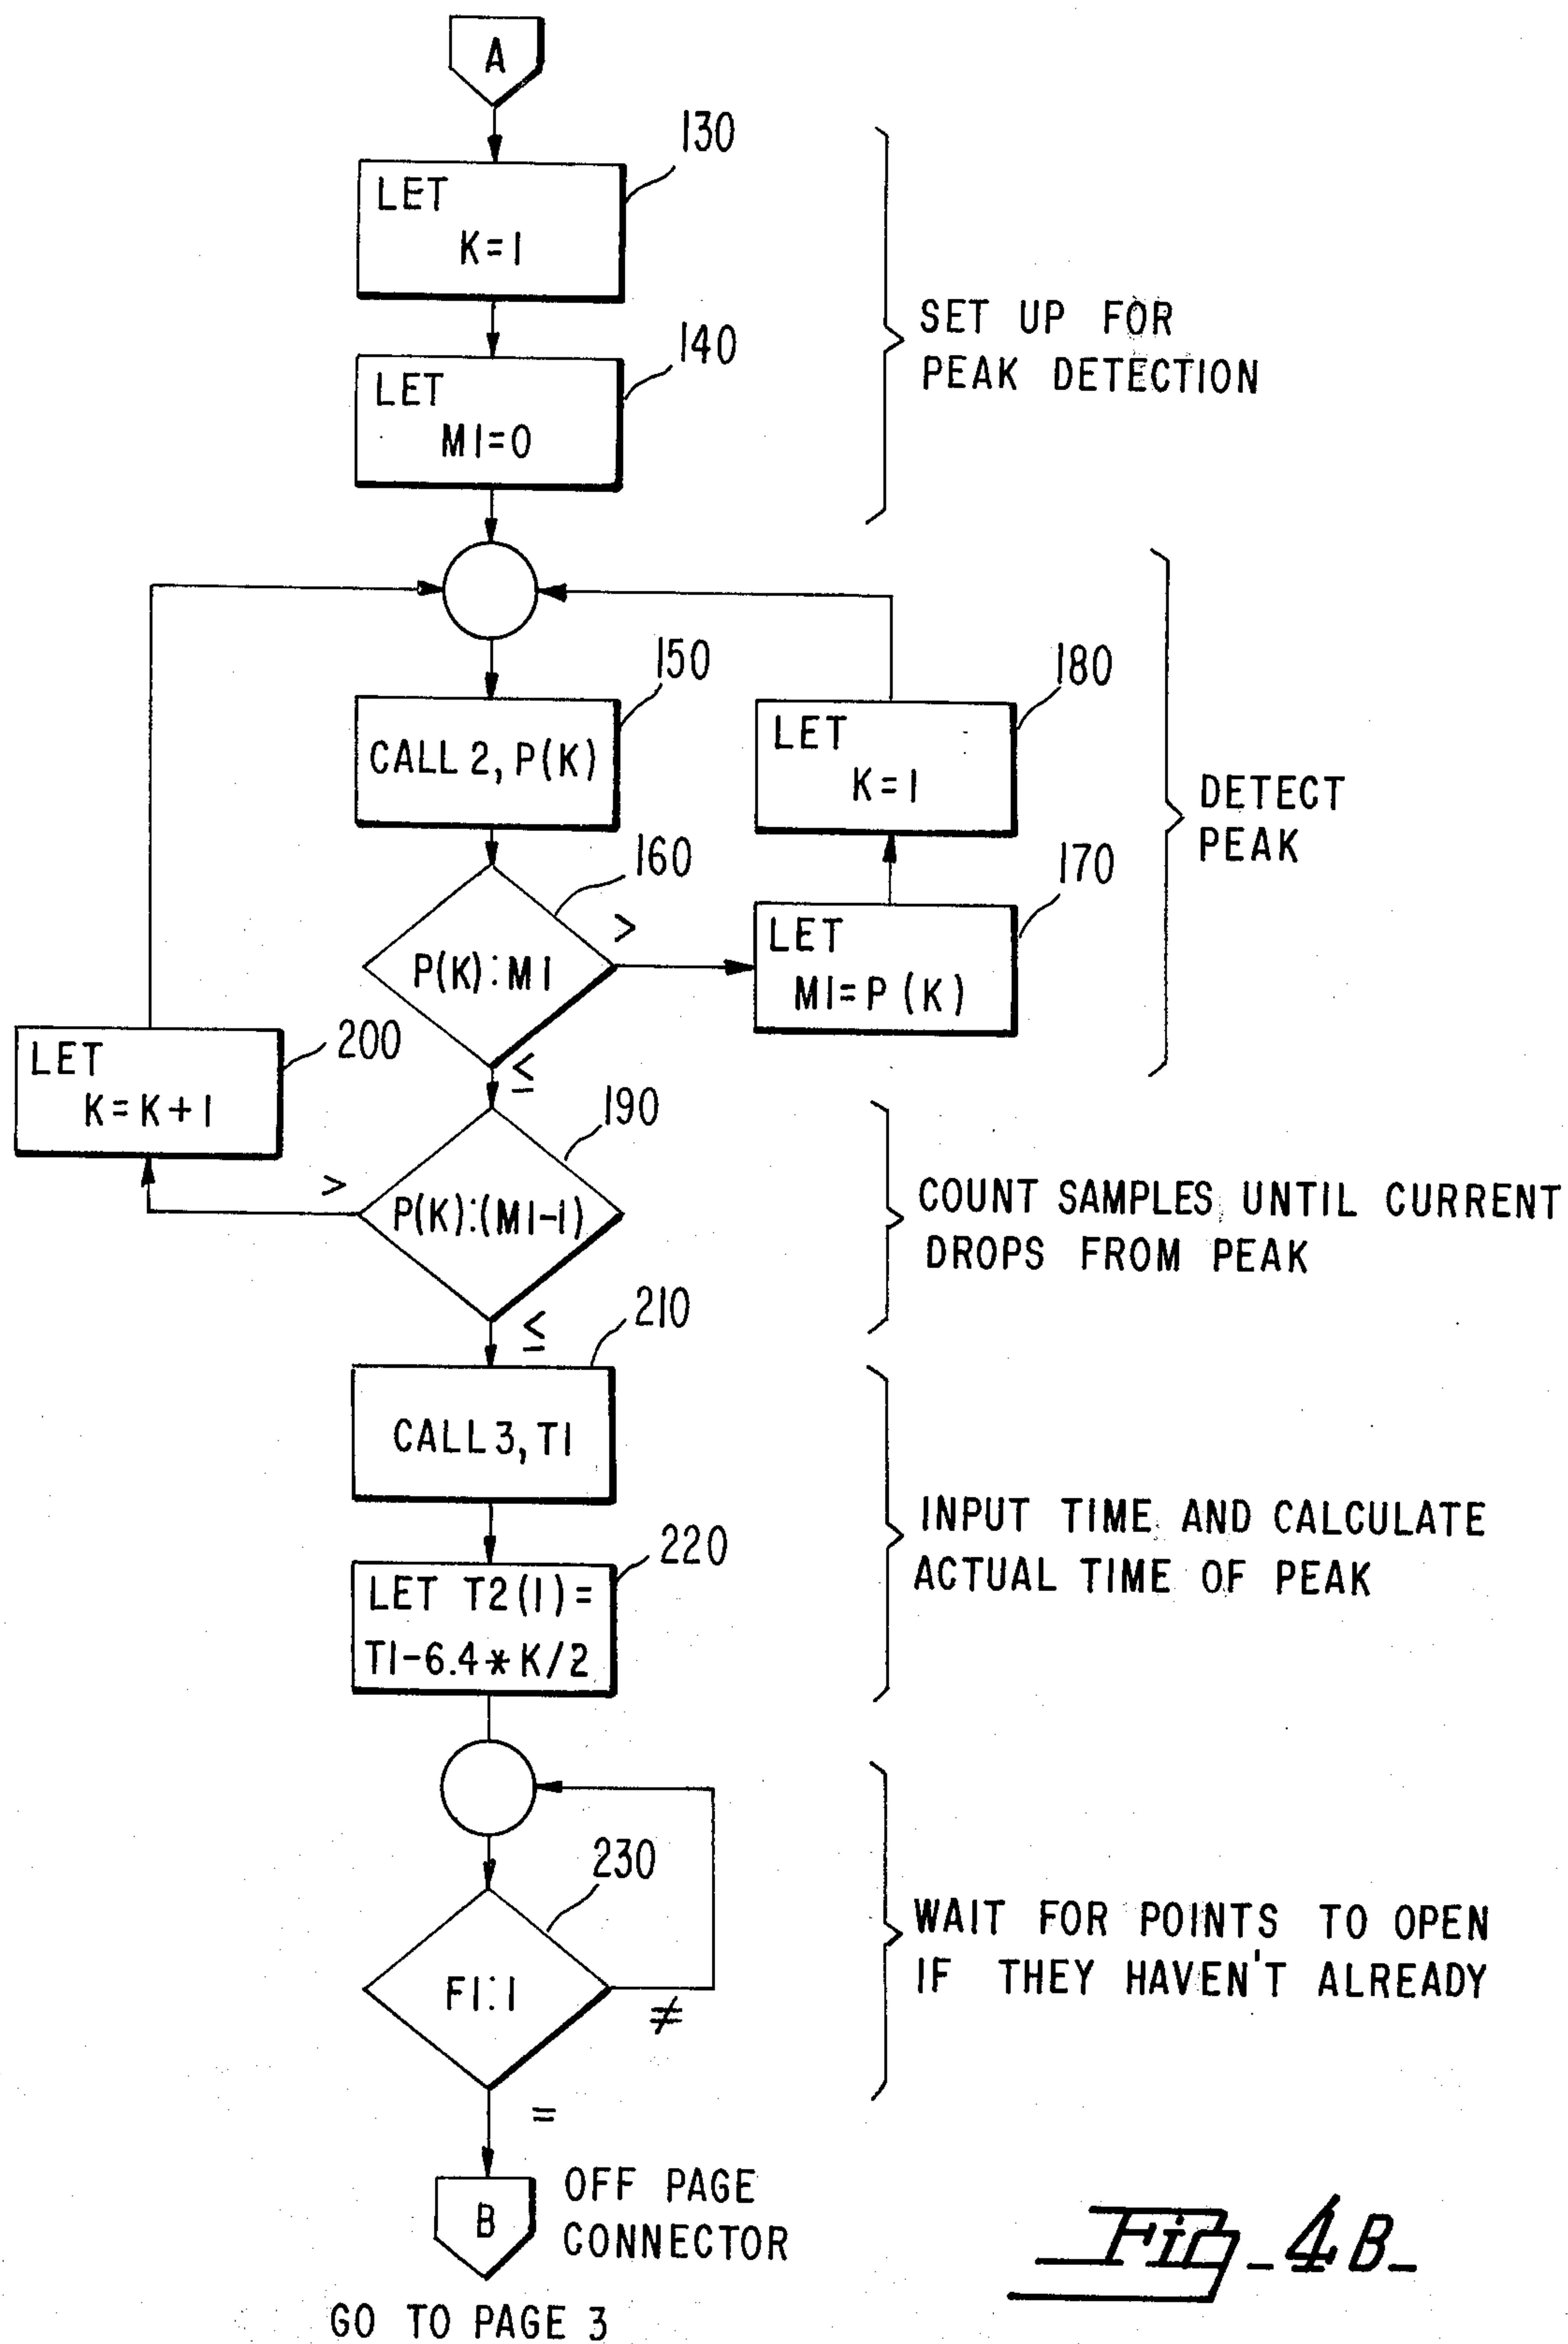 A
130
LET
K=1
SET UP FOR
PEAK DETECTION
140
LET
M1=0
150
CALL 2, P(K)
180
LET
K=1
DETECT
PEAK
160
P(K):M1
>
170
LET
M1=P(K)
≤
200
LET
K=K+1
190
P(K):(M1-1)
>
COUNT SAMPLES UNTIL CURRENT
DROPS FROM PEAK
≤
210
CALL 3, T1
INPUT TIME AND CALCULATE
ACTUAL TIME OF PEAK
220
LET T2(1)=
T1-6.4*K/2
230
F1:1
≠
WAIT FOR POINTS TO OPEN
IF THEY HAVEN'T ALREADY
=
B
OFF PAGE
CONNECTOR
GO TO PAGE 3
Fig_4B_